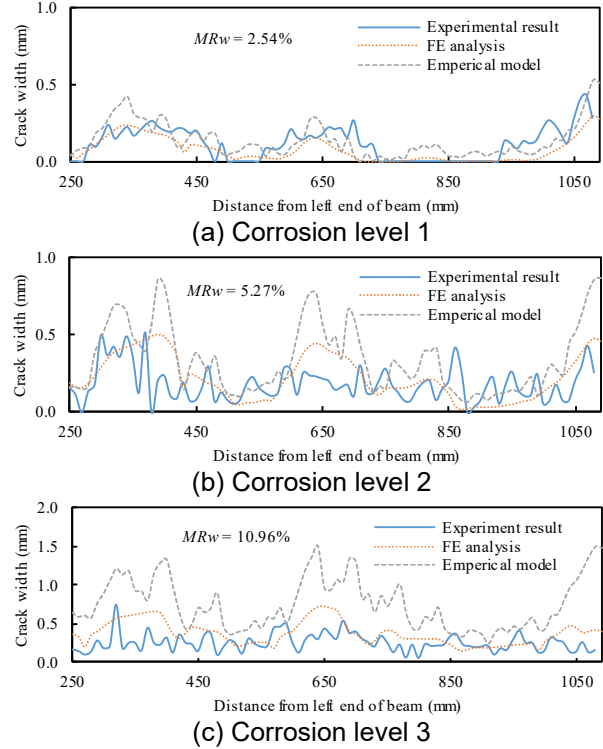 (a)
1.0
0.5
0.0
Crack width (mm)
MRw = 2.54%
Experimental result
FE analysis
Emperical model
250 450 650 850 1050
Distance from left end of beam (mm)
(a) Corrosion level 1
1.0
0.5
0.0
Crack width (mm)
MRw = 5.27%
Experimental result
FE analysis
Emperical model
250 450 650 850 1050
Distance from left end of beam (mm)
(b) Corrosion level 2
2.0
1.5
1.0
0.5
0.0
Crack width (mm)
MRw = 10.96%
Experiment result
FE analysis
Emperical model
250 450 650 850 1050
Distance from left end of beam (mm)
(c) Corrosion level 3